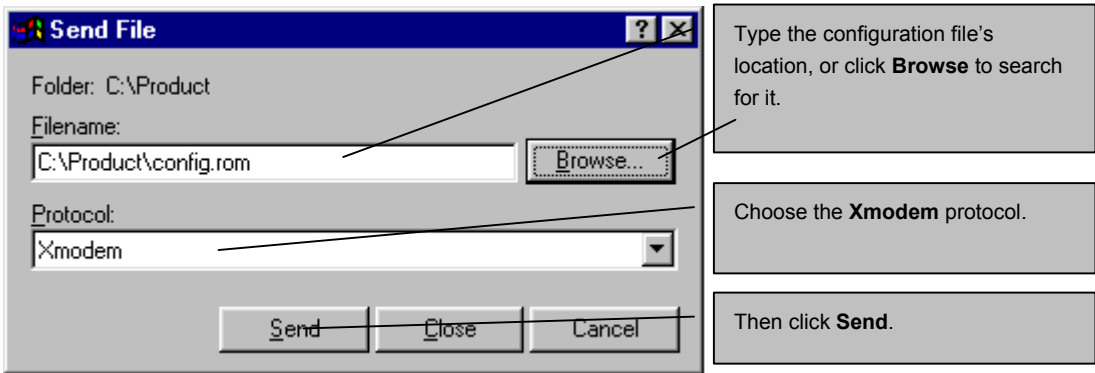 Send File
Folder: C:\Product
Filename:
C:\Product\config.rom
Browse...
Protocol:
Xmodem
Send
Close
Cancel
Type the configuration file's
location, or click Browse to search
for it.
Choose the Xmodem protocol.
Then click Send.